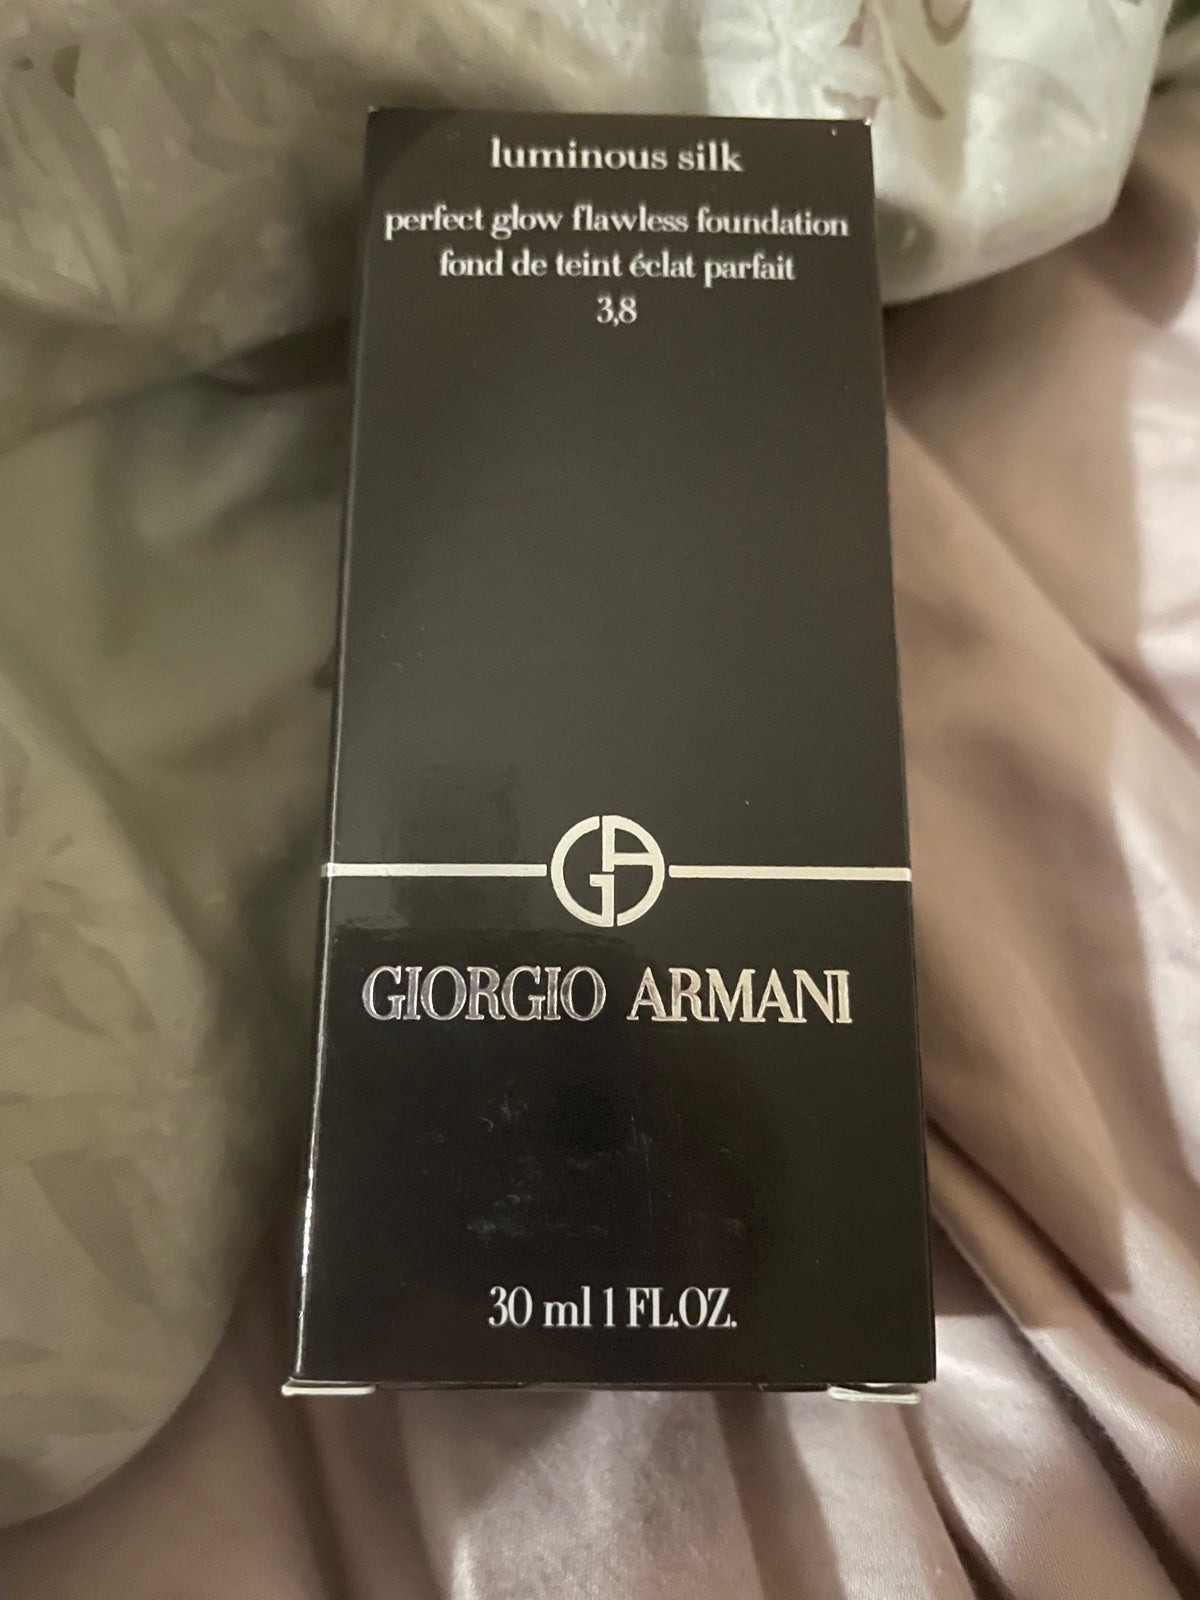 luminous silk
perfect glow flawless foundation
fond de teint éclat parfait
3,8
GA
GIORGIO ARMANI
30 ml 1 FL.OZ.